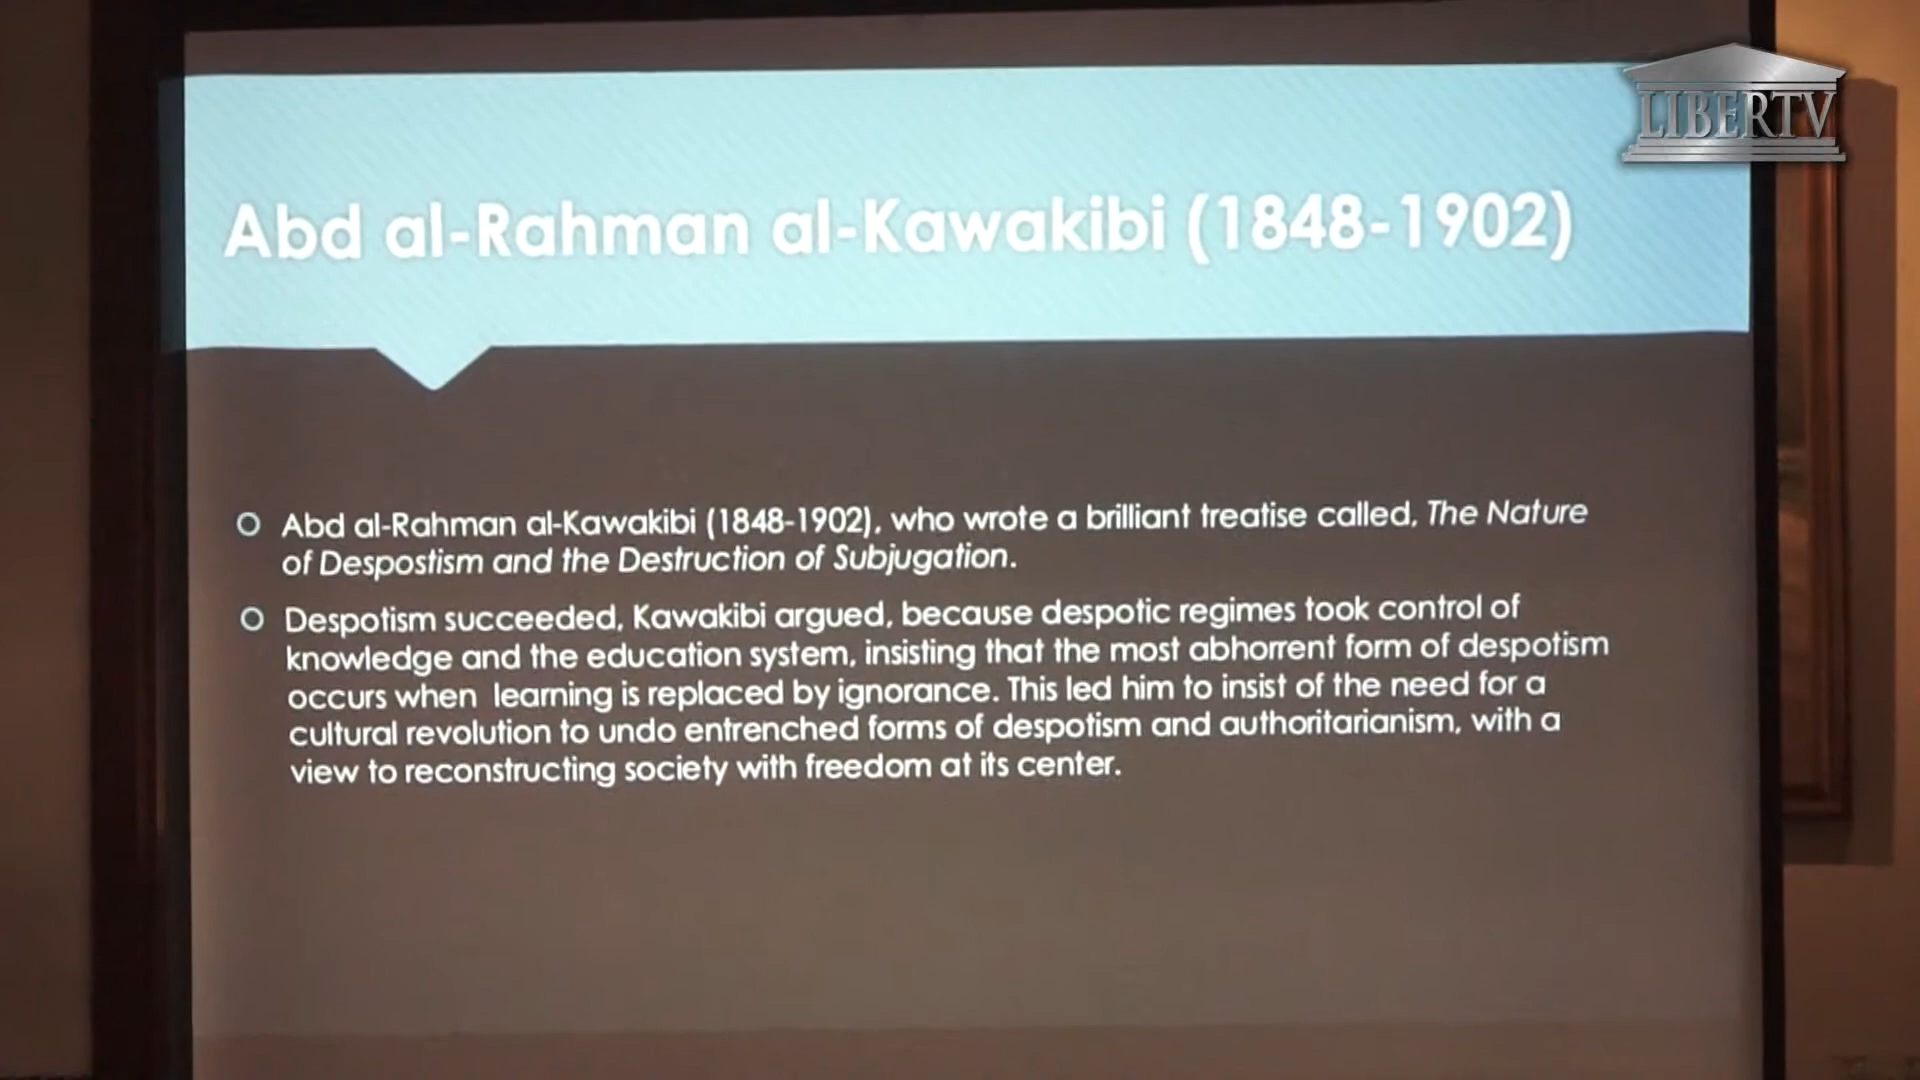 LIBERTV
Abd al-Rahman al-Kawakibi (1848-1902)
O Abd al-Rahman al-Kawakibi (1848-1902), who wrote a brilliant treatise called, The Nature
of Despostism and the Destruction of Subjugation.
O Despotism succeeded, Kawakibi argued, because despotic regimes took control of
knowledge and the education system, insisting that the most abhorrent form of despotism
occurs when learning is replaced by ignorance. This led him to insist of the need for a
cultural revolution to undo entrenched forms of despotism and authoritarianism, with a
view to reconstructing society with freedom at its center.